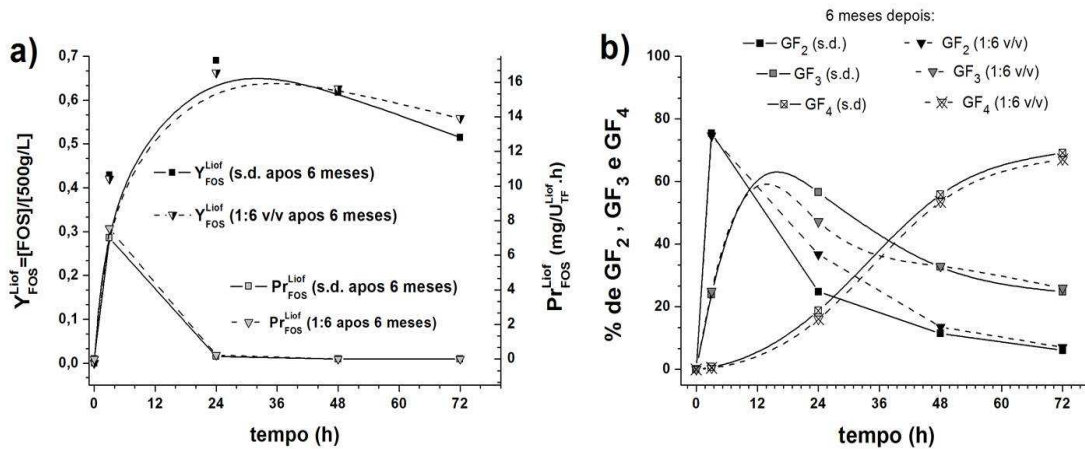 a)
0,7
0,6
0,5
0,4
0,3
0,2
0,1
0,0
Y^Liof_FOS=[FOS]/[500g/L]
Y^Liof_FOS (s.d. apos 6 meses)
Y^Liof_FOS (1:6 v/v apos 6 meses)
Pr^Liof_FOS (s.d. apos 6 meses)
Pr^Liof_FOS (1:6 apos 6 meses)
16
14
12
10
8
6
4
2
0
Pr^Liof_FOS (mg/U^Liof_TF.h)
0 12 24 36 48 60 72
tempo (h)
b)
6 meses depois:
GF2 (s.d.) GF2 (1:6 v/v)
GF3 (s.d.) GF3 (1:6 v/v)
GF4 (s.d) GF4 (1:6 v/v)
100
80
60
40
20
0
% de GF2, GF3 e GF4
0 12 24 36 48 60 72
tempo (h)